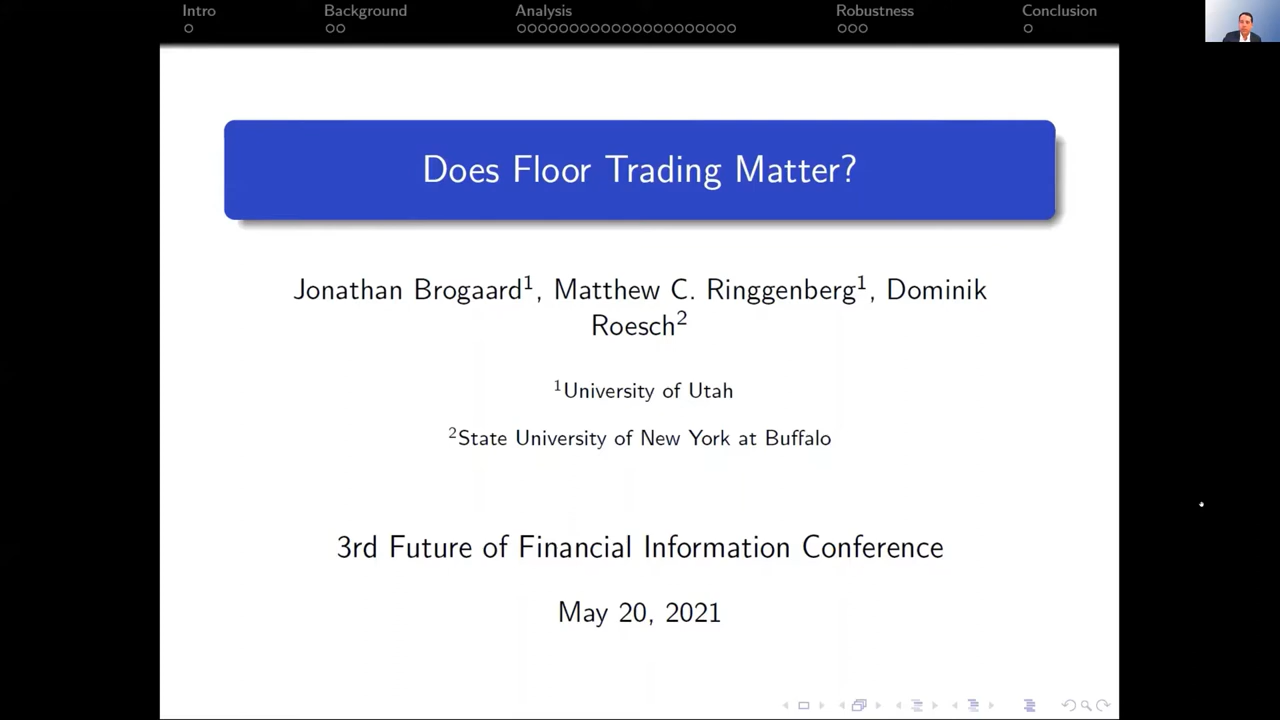 Intro Background Analysis Robustness Conclusion
Does Floor Trading Matter?
Jonathan Brogaard¹, Matthew C. Ringgenberg¹, Dominik
Roesch²
¹University of Utah
²State University of New York at Buffalo
3rd Future of Financial Information Conference
May 20, 2021